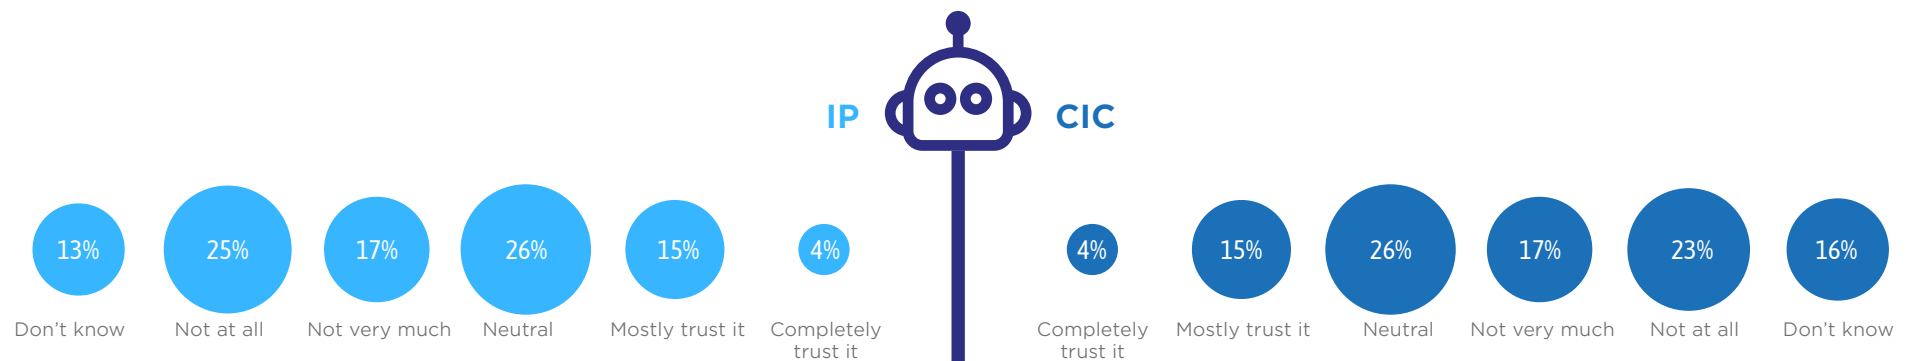 IP
CIC
13%
25%
17%
26%
15%
4%
4%
15%
26%
17%
23%
16%
Don’t know
Not at all
Not very much
Neutral
Mostly trust it
Completely
trust it
Completely
trust it
Mostly trust it
Neutral
Not very much
Not at all
Don’t know